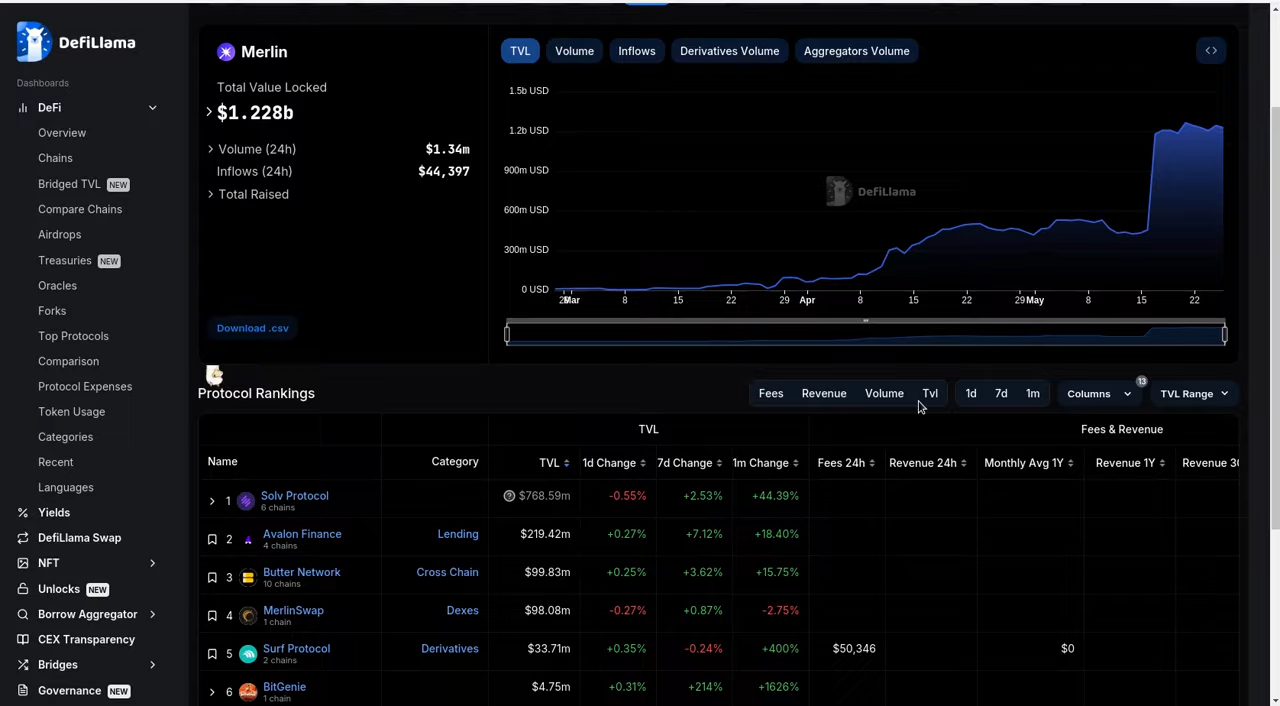 DefiLlama
Dashboards
DeFi
Overview
Chains
Bridged TVL NEW
Compare Chains
Airdrops
Treasuries NEW
Oracles
Forks
Top Protocols
Comparison
Protocol Expenses
Token Usage
Categories
Recent
Languages
Yields
DefiLlama Swap
NFT
Unlocks NEW
Borrow Aggregator
CEX Transparency
Bridges
Governance NEW
Merlin
Total Value Locked
$1.228b
Volume (24h) $1.34m
Inflows (24h) $44,397
Total Raised
Download .csv
TVL Volume Inflows Derivatives Volume Aggregators Volume
1.5b USD
1.2b USD
900m USD
600m USD
300m USD
0 USD
DefiLlama
Mar 8 15 22 29 Apr 8 15 22 29 May 8 15 22
Protocol Rankings
Fees Revenue Volume Tvl 1d 7d 1m Columns 13 TVL Range
TVL Fees & Revenue
Name Category TVL 1d Change 7d Change 1m Change Fees 24h Revenue 24h Monthly Avg 1Y Revenue 1Y Revenue 30
1 Solv Protocol $768.59m -0.55% +2.53% +44.39%
6 chains
2 Avalon Finance Lending $219.42m +0.27% +7.12% +18.40%
4 chains
3 Butter Network Cross Chain $99.83m +0.25% +3.62% +15.75%
10 chains
4 MerlinSwap Dexes $98.08m -0.27% +0.87% -2.75%
1 chain
5 Surf Protocol Derivatives $33.71m +0.35% -0.24% +400% $50,346 $0
2 chains
6 BitGenie $4.75m +0.31% +214% +1626%
1 chain